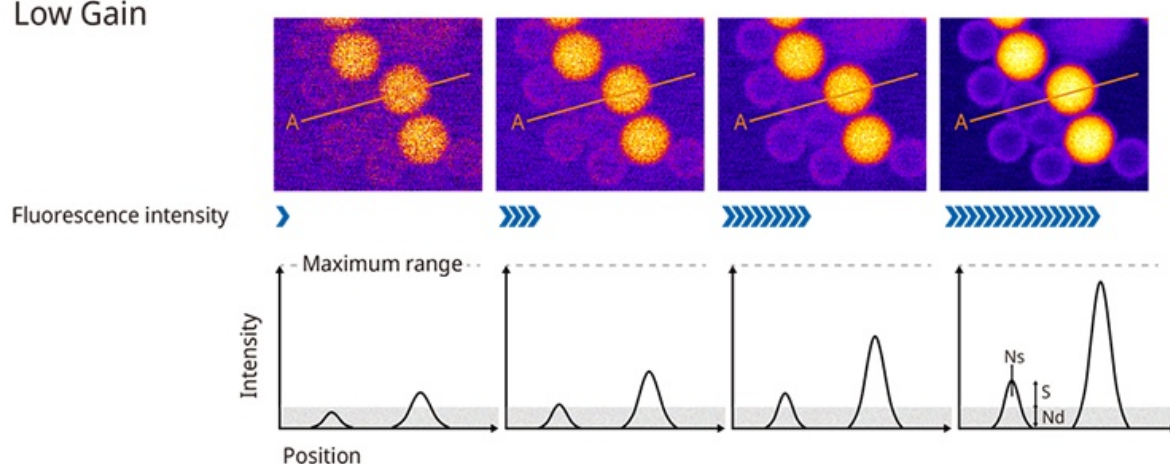 Low Gain
A
A
A
A
Fluorescence intensity
Maximum range
Intensity
Ns
S
Nd
Position